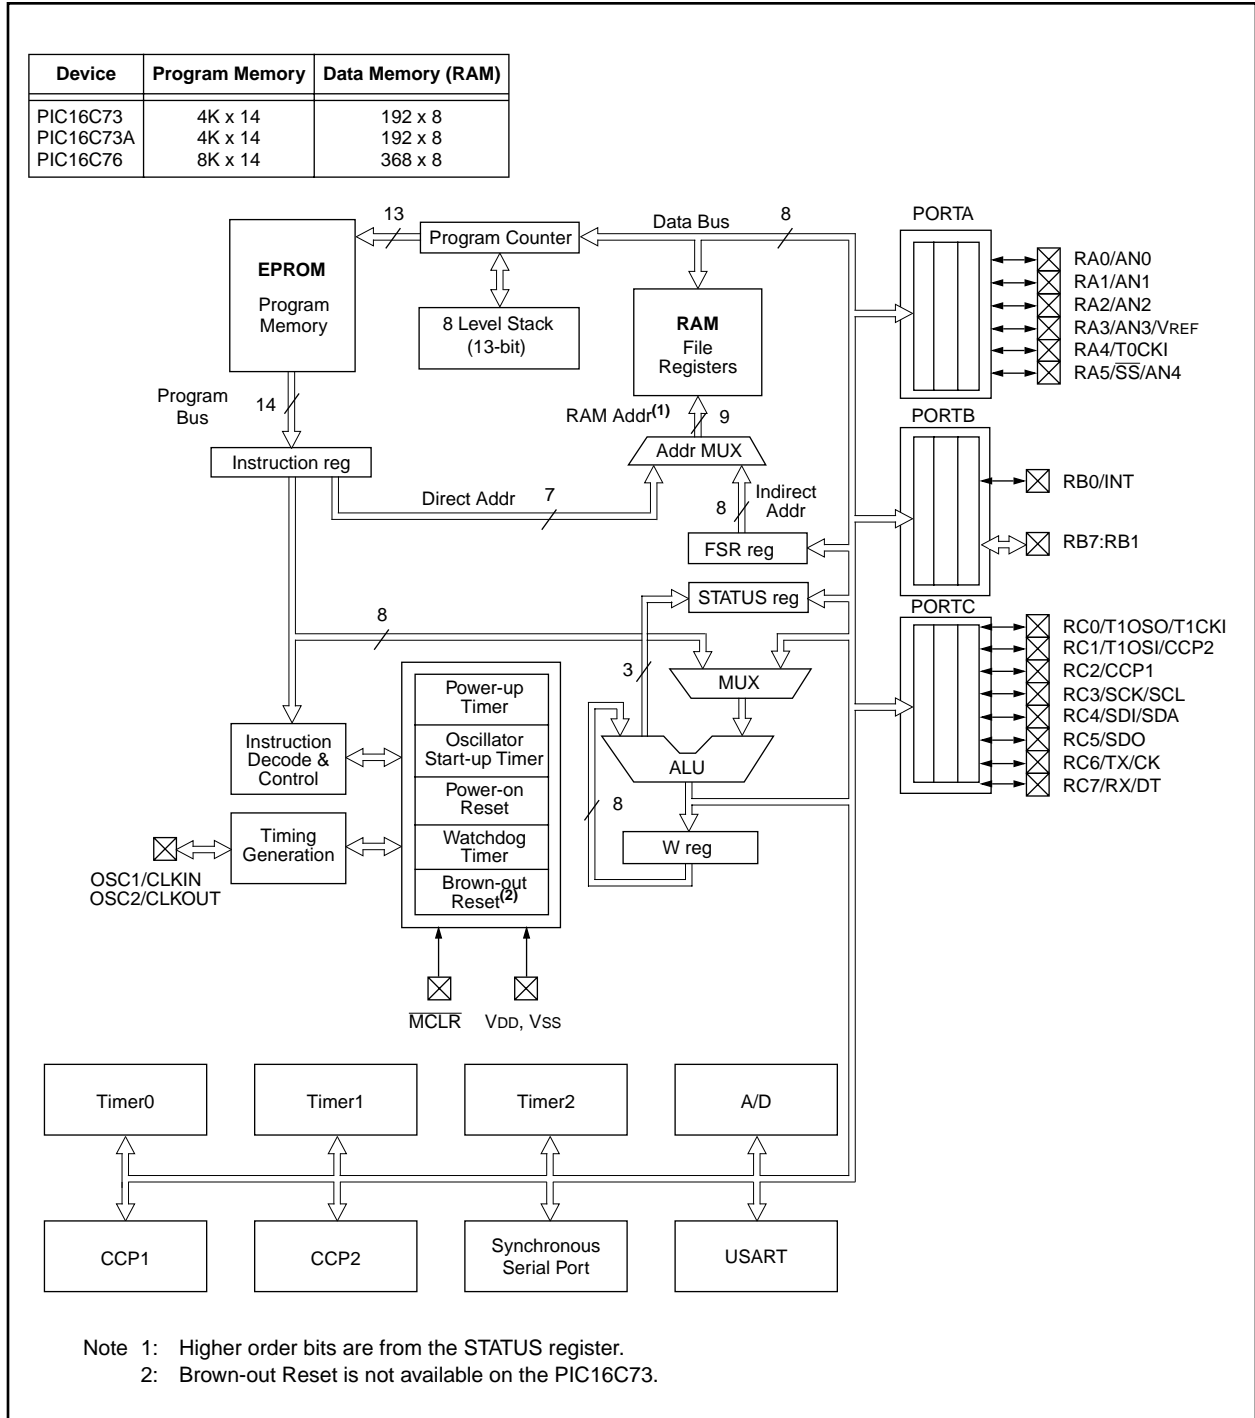 Device Program Memory Data Memory (RAM)
PIC16C73 4K x 14 192 x 8
PIC16C73A 4K x 14 192 x 8
PIC16C76 8K x 14 368 x 8
13
Data Bus
8
PORTA
EPROM
Program
Memory
Program Counter
8 Level Stack
(13-bit)
RAM
File
Registers
RA0/AN0
RA1/AN1
RA2/AN2
RA3/AN3/VREF
RA4/T0CKI
RA5/SS/AN4
Program
Bus
14
RAM Addr(1)
9
PORTB
Instruction reg
Addr MUX
Direct Addr
7
8
Indirect
Addr
RB0/INT
RB7:RB1
FSR reg
STATUS reg
PORTC
8
3
MUX
RC0/T1OSO/T1CKI
RC1/T1OSI/CCP2
RC2/CCP1
RC3/SCK/SCL
RC4/SDI/SDA
RC5/SDO
RC6/TX/CK
RC7/RX/DT
Power-up
Timer
Oscillator
Start-up Timer
Power-on
Reset
Watchdog
Timer
Brown-out
Reset(2)
Instruction
Decode &
Control
ALU
8
W reg
Timing
Generation
OSC1/CLKIN
OSC2/CLKOUT
MCLR
VDD, VSS
Timer0
Timer1
Timer2
A/D
CCP1
CCP2
Synchronous
Serial Port
USART
Note 1: Higher order bits are from the STATUS register.
2: Brown-out Reset is not available on the PIC16C73.